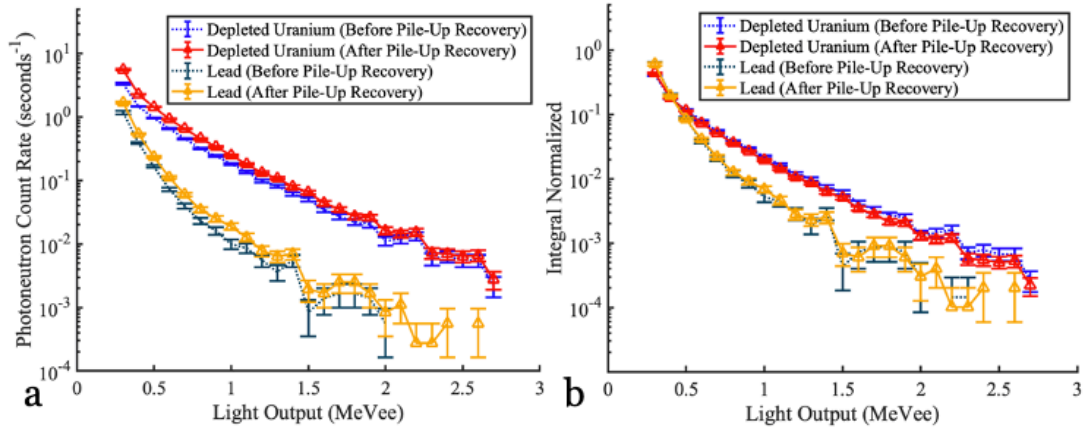 Depleted Uranium (Before Pile-Up Recovery)
Depleted Uranium (After Pile-Up Recovery)
Lead (Before Pile-Up Recovery)
Lead (After Pile-Up Recovery)
Photoneutron Count Rate (seconds⁻¹)
10¹
10⁰
10⁻¹
10⁻²
10⁻³
10⁻⁴
0 0.5 1 1.5 2 2.5 3
Light Output (MeVee)
a
Depleted Uranium (Before Pile-Up Recovery)
Depleted Uranium (After Pile-Up Recovery)
Lead (Before Pile-Up Recovery)
Lead (After Pile-Up Recovery)
Integral Normalized
10⁰
10⁻¹
10⁻²
10⁻³
10⁻⁴
0 0.5 1 1.5 2 2.5 3
Light Output (MeVee)
b